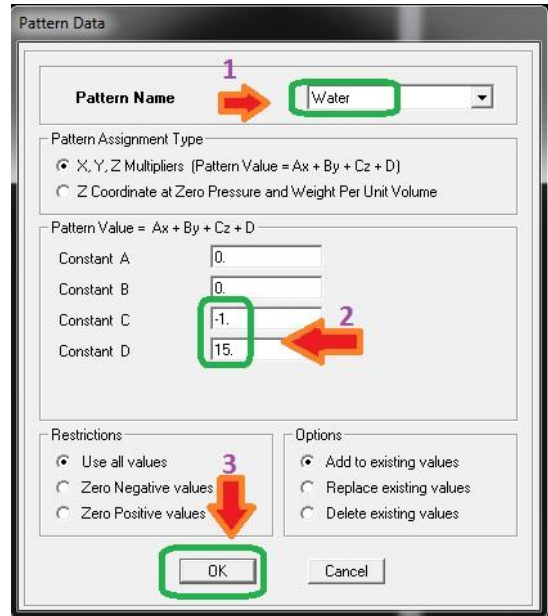 Pattern Data
1
Pattern Name Water
Pattern Assignment Type
X, Y, Z Multipliers (Pattern Value = Ax + By + Cz + D)
Z Coordinate at Zero Pressure and Weight Per Unit Volume
Pattern Value = Ax + By + Cz + D
Constant A 0.
Constant B 0.
Constant C -1. 2
Constant D 15.
Restrictions Options
Use all values 3 Add to existing values
Zero Negative values Replace existing values
Zero Positive values Delete existing values
OK Cancel